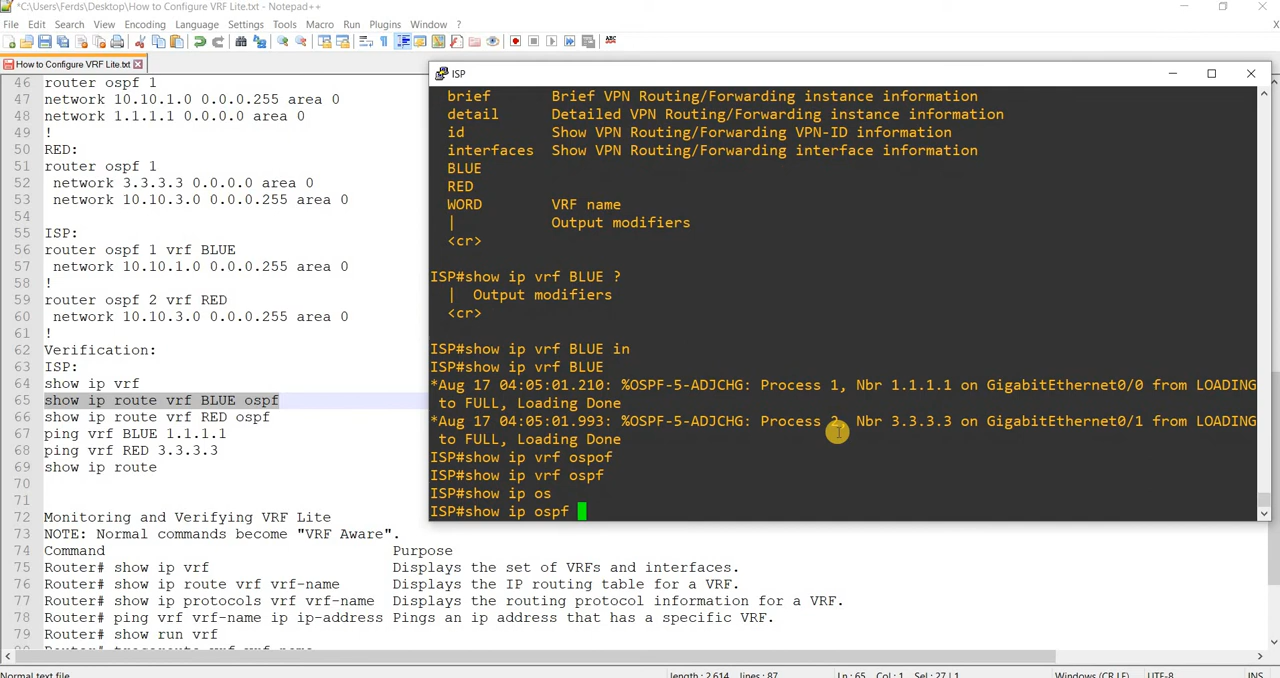 *C:\Users\Ferds\Desktop\How to Configure VRF Lite.txt - Notepad++
File Edit Search View Encoding Language Settings Tools Macro Run Plugins Window ?
How to Configure VRF Lite.txt
46 router ospf 1
47 network 10.10.1.0 0.0.0.255 area 0
48 network 1.1.1.1 0.0.0.0 area 0
49 !
50 RED:
51 router ospf 1
52 network 3.3.3.3 0.0.0.0 area 0
53 network 10.10.3.0 0.0.0.255 area 0
54
55 ISP:
56 router ospf 1 vrf BLUE
57 network 10.10.1.0 0.0.0.255 area 0
58 !
59 router ospf 2 vrf RED
60 network 10.10.3.0 0.0.0.255 area 0
61 !
62 Verification:
63 ISP:
64 show ip vrf
65 show ip route vrf BLUE ospf
66 show ip route vrf RED ospf
67 ping vrf BLUE 1.1.1.1
68 ping vrf RED 3.3.3.3
69 show ip route
70
71
72 Monitoring and Verifying VRF Lite
73 NOTE: Normal commands become "VRF Aware".
74 Command Purpose
75 Router# show ip vrf Displays the set of VRFs and interfaces.
76 Router# show ip route vrf vrf-name Displays the IP routing table for a VRF.
77 Router# show ip protocols vrf vrf-name Displays the routing protocol information for a VRF.
78 Router# ping vrf vrf-name ip ip-address Pings an ip address that has a specific VRF.
79 Router# show run vrf
ISP
brief Brief VPN Routing/Forwarding instance information
detail Detailed VPN Routing/Forwarding instance information
id Show VPN Routing/Forwarding VPN-ID information
interfaces Show VPN Routing/Forwarding interface information
BLUE
RED
WORD VRF name
| Output modifiers
<cr>
ISP#show ip vrf BLUE ?
| Output modifiers
<cr>
ISP#show ip vrf BLUE in
ISP#show ip vrf BLUE
*Aug 17 04:05:01.210: %OSPF-5-ADJCHG: Process 1, Nbr 1.1.1.1 on GigabitEthernet0/0 from LOADING
to FULL, Loading Done
*Aug 17 04:05:01.993: %OSPF-5-ADJCHG: Process 2, Nbr 3.3.3.3 on GigabitEthernet0/1 from LOADING
to FULL, Loading Done
ISP#show ip vrf ospof
ISP#show ip vrf ospf
ISP#show ip os
ISP#show ip ospf
Normal text file length : 2,614 lines : 87 Ln : 65 Col : 1 Sel : 27 | 1 Windows (CR LF) UTF-8 INS